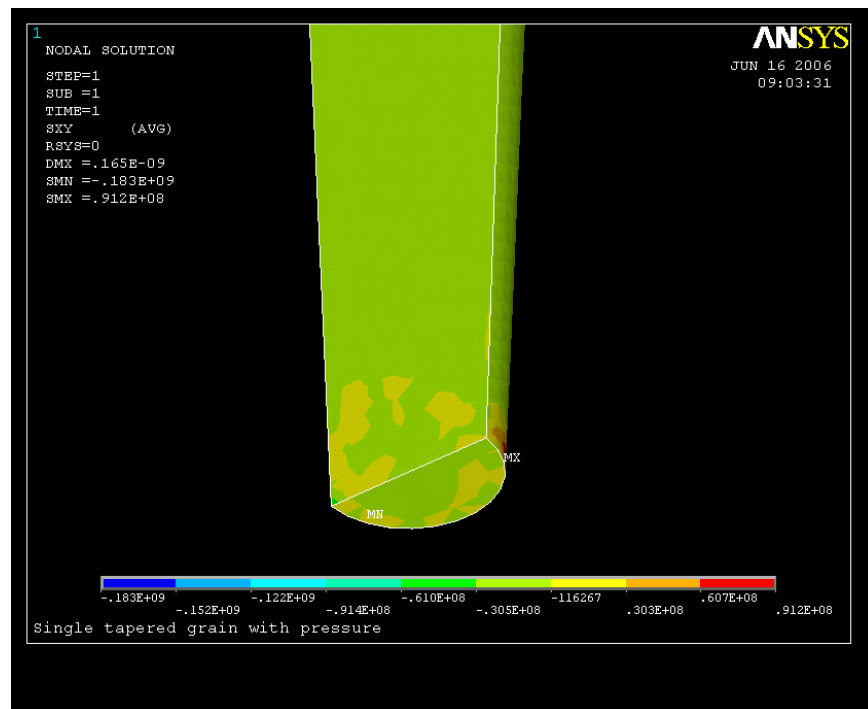 1
ANSYS
NODAL SOLUTION
JUN 16 2006
09:03:31
STEP=1
SUB =1
TIME=1
SXY (AVG)
RSYS=0
DMX =.165E-09
SMN =-.183E+09
SMX =.912E+08
MX
MN
-.183E+09 -.122E+09 -.610E+08 -116267 .607E+08
-.152E+09 -.914E+08 -.305E+08 .303E+08 .912E+08
Single tapered grain with pressure